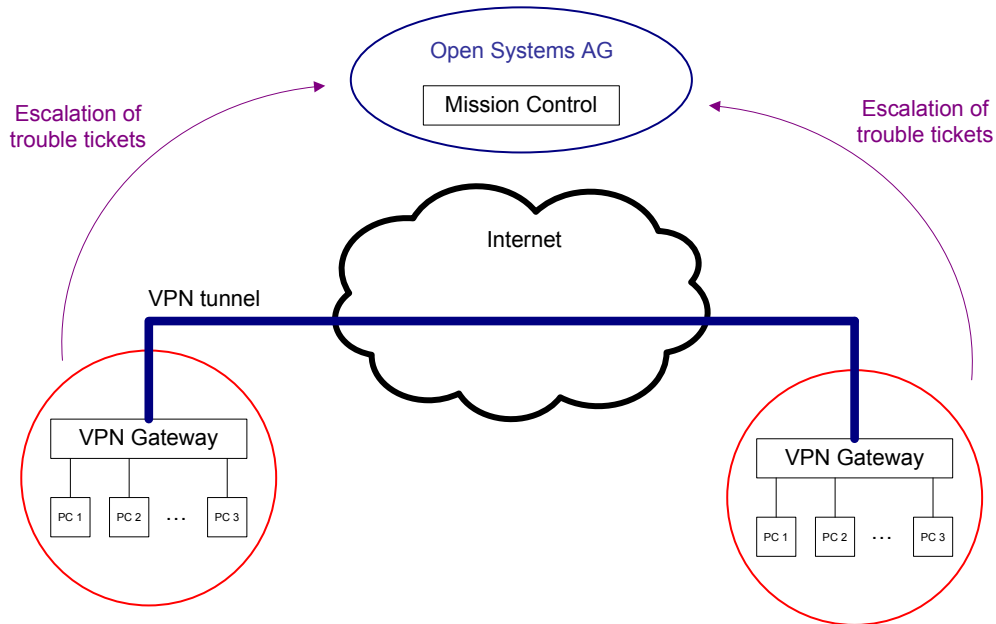 Open Systems AG
Mission Control
Escalation of
trouble tickets
Escalation of
trouble tickets
Internet
VPN tunnel
VPN Gateway
PC 1
PC 2
...
PC 3
VPN Gateway
PC 1
PC 2
...
PC 3